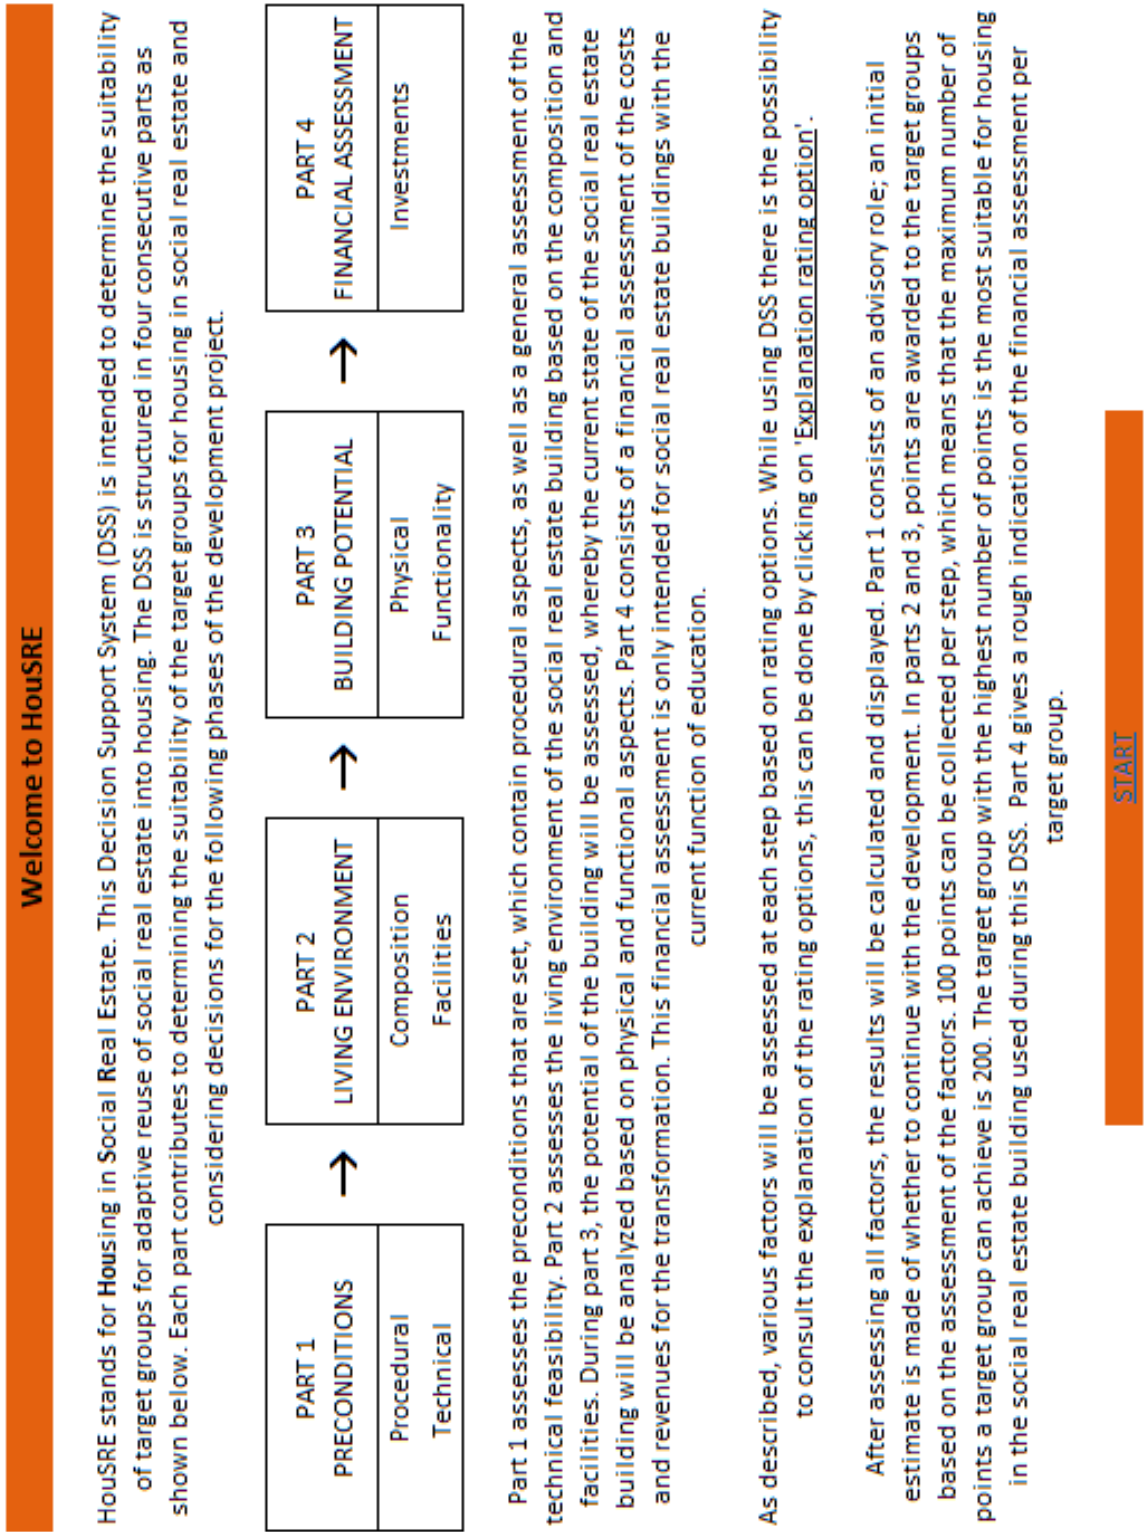 Welcome to HouSRE
HouSRE stands for Housing in Social Real Estate. This Decision Support System (DSS) is intended to determine the suitability
of target groups for adaptive reuse of social real estate into housing. The DSS is structured in four consecutive parts as
shown below. Each part contributes to determining the suitability of the target groups for housing in social real estate and
considering decisions for the following phases of the development project.
PART 1
PRECONDITIONS
Procedural
Technical
→
PART 2
LIVING ENVIRONMENT
Composition
Facilities
→
PART 3
BUILDING POTENTIAL
Physical
Functionality
→
PART 4
FINANCIAL ASSESSMENT
Investments
Part 1 assesses the preconditions that are set, which contain procedural aspects, as well as a general assessment of the
technical feasibility. Part 2 assesses the living environment of the social real estate building based on the composition and
facilities. During part 3, the potential of the building will be assessed, whereby the current state of the social real estate
building will be analyzed based on physical and functional aspects. Part 4 consists of a financial assessment of the costs
and revenues for the transformation. This financial assessment is only intended for social real estate buildings with the
current function of education.
As described, various factors will be assessed at each step based on rating options. While using DSS there is the possibility
to consult the explanation of the rating options, this can be done by clicking on 'Explanation rating option'.
After assessing all factors, the results will be calculated and displayed. Part 1 consists of an advisory role; an initial
estimate is made of whether to continue with the development. In parts 2 and 3, points are awarded to the target groups
based on the assessment of the factors. 100 points can be collected per step, which means that the maximum number of
points a target group can achieve is 200. The target group with the highest number of points is the most suitable for housing
in the social real estate building used during this DSS. Part 4 gives a rough indication of the financial assessment per
target group.
START